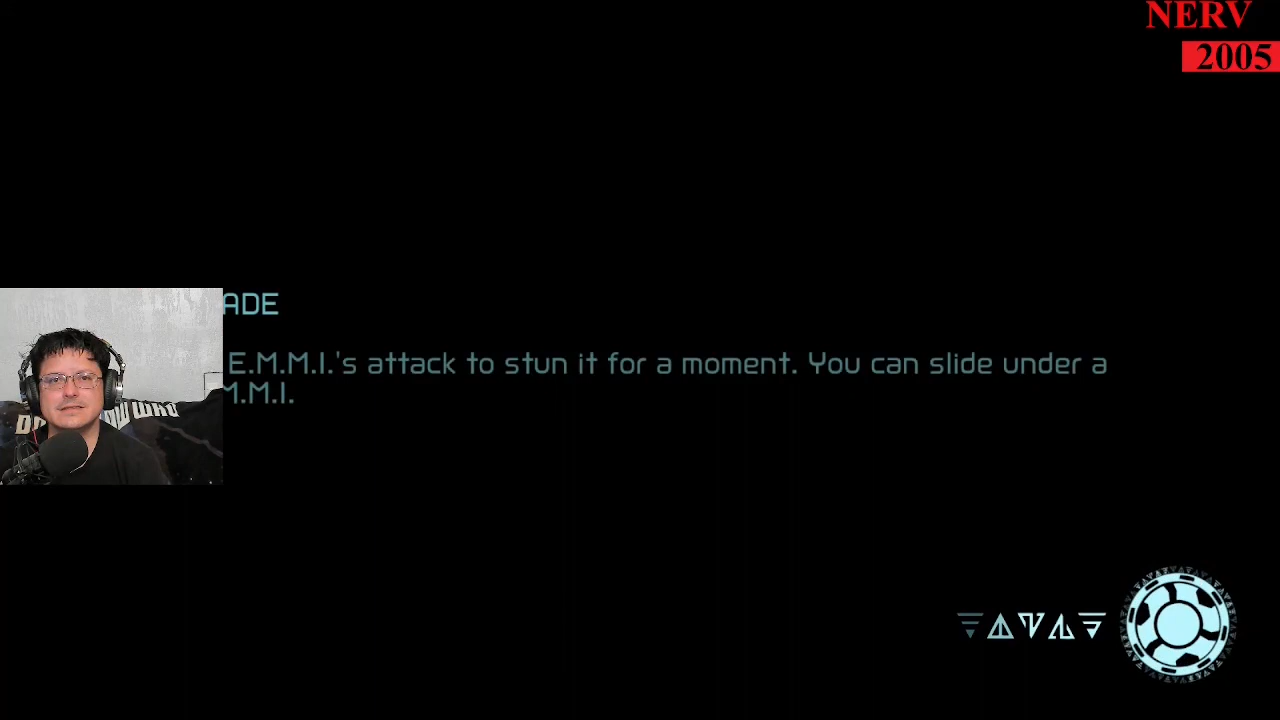 NERV
2005
ADE
E.M.M.I.'s attack to stun it for a moment. You can slide under a
M.M.I.